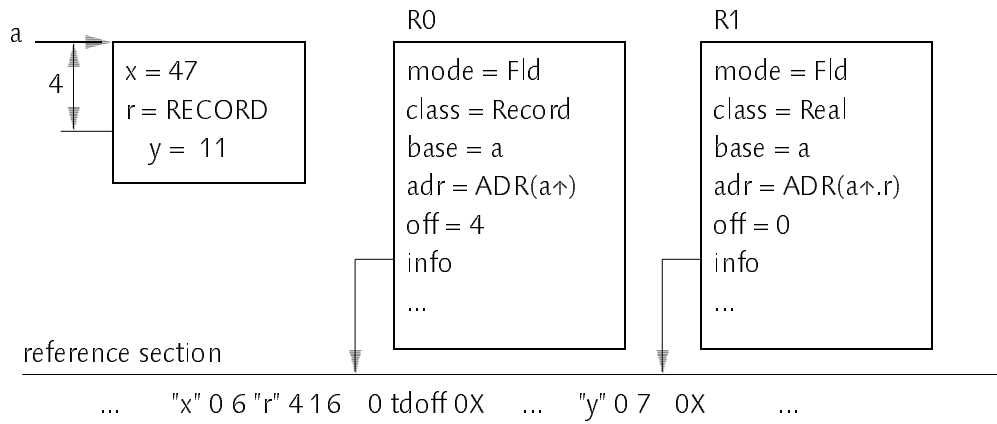 a
4
x = 47
r = RECORD
y = 11
R0
mode = Fld
class = Record
base = a
adr = ADR(a↑)
off = 4
info
...
R1
mode = Fld
class = Real
base = a
adr = ADR(a↑.r)
off = 0
info
...
reference section
... "x" 0 6 "r" 4 16 0 tdoff 0X ... "y" 0 7 0X ...